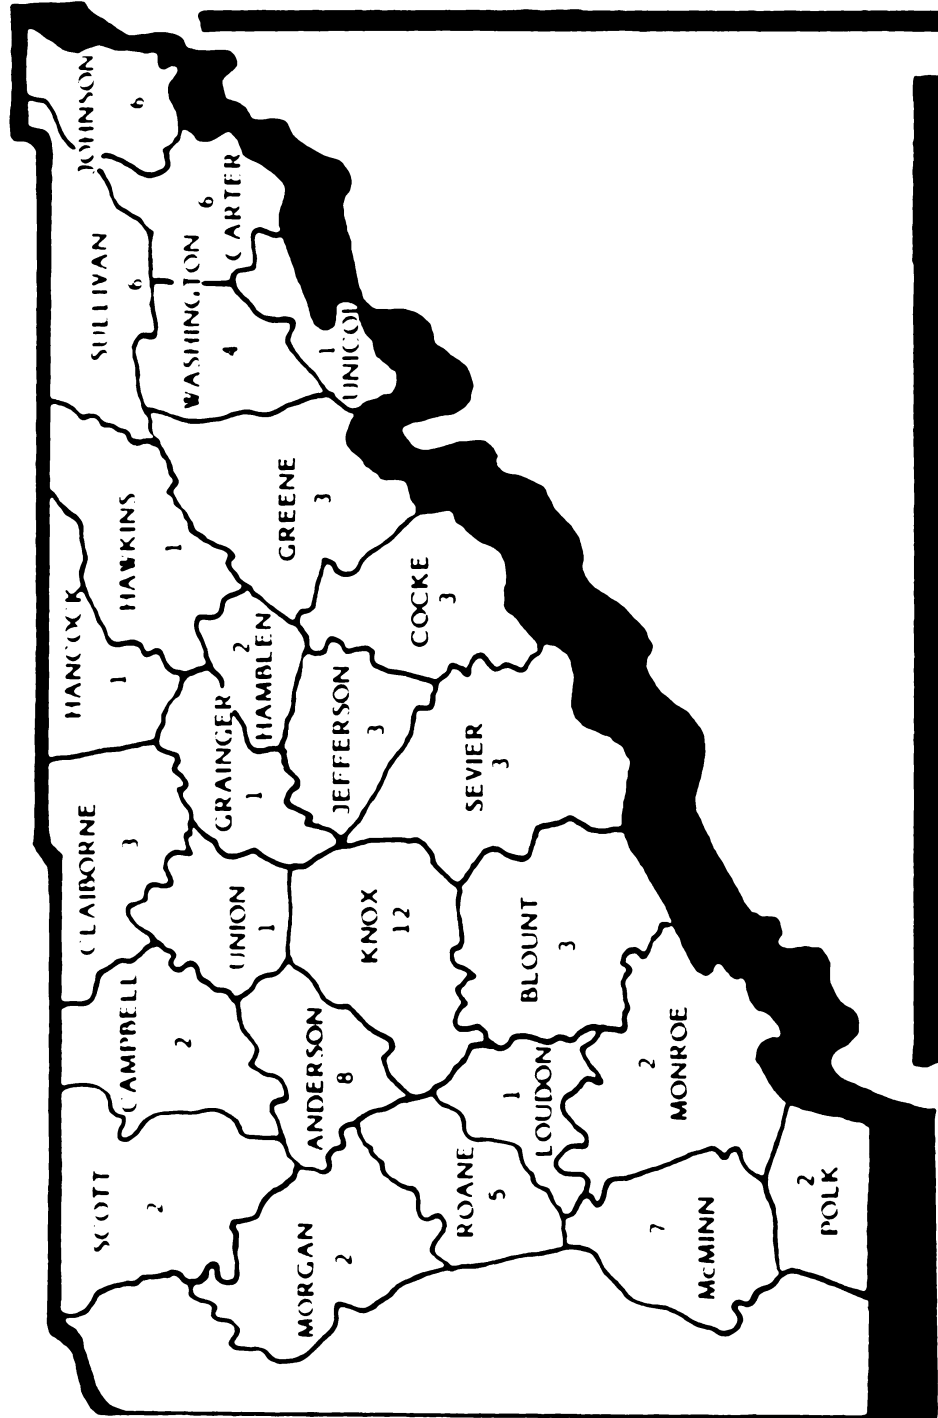 JOHNSON
6
SULLIVAN
6
CARTER
6
WASHINGTON
4
UNICOI
1
HAWKINS
1
GREENE
3
HANCOCK
1
HAMBLEN
2
COCKE
3
GRAINGER
1
JEFFERSON
3
SEVIER
3
CLAIBORNE
3
UNION
1
KNOX
12
BLOUNT
3
CAMPBELL
2
ANDERSON
8
LOUDON
1
MONROE
2
SCOTT
2
MORGAN
2
ROANE
5
McMINN
7
POLK
2